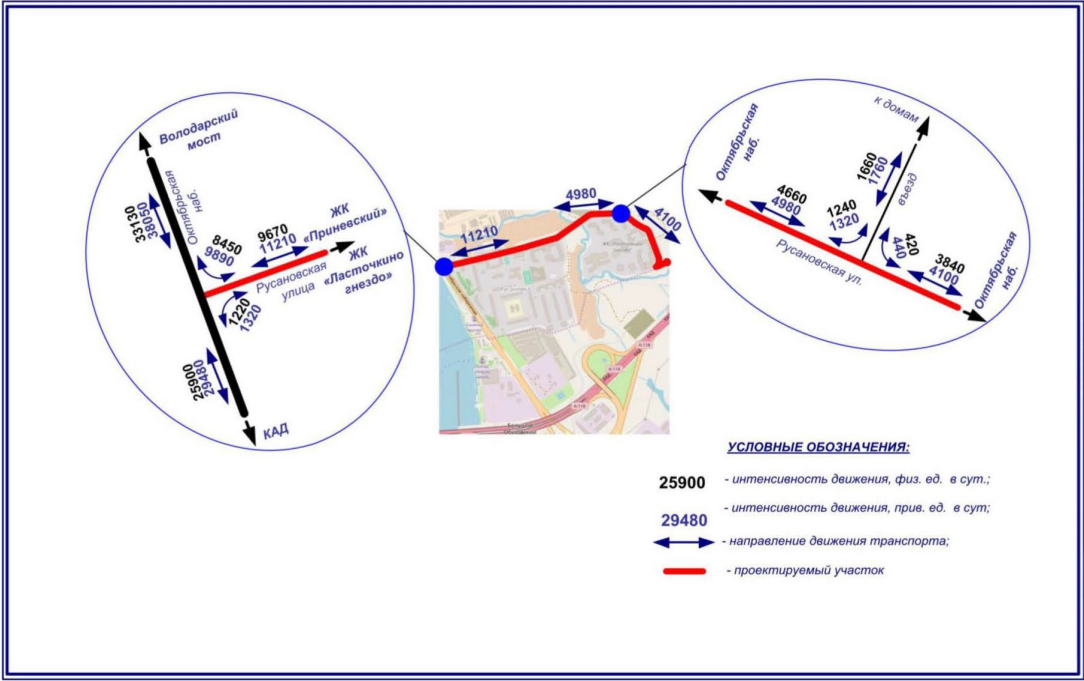 Володарский
мост
Октябрьская
наб.
33130
38050
8450
9890
9670
11210
ЖК
«Приневский»
Русановская
улица
ЖК
«Ласточкино
гнездо»
1220
1320
25900
29480
КАД
11210
4980
4100
Октябрьская
наб.
к домам
4660
4980
1240
1320
1660
1760
въезд
420
440
3840
4100
Русановская ул.
Октябрьская
наб.
УСЛОВНЫЕ ОБОЗНАЧЕНИЯ:
25900 - интенсивность движения, физ. ед. в сут.;
29480 - интенсивность движения, прив. ед. в сут;
- направление движения транспорта;
- проектируемый участок